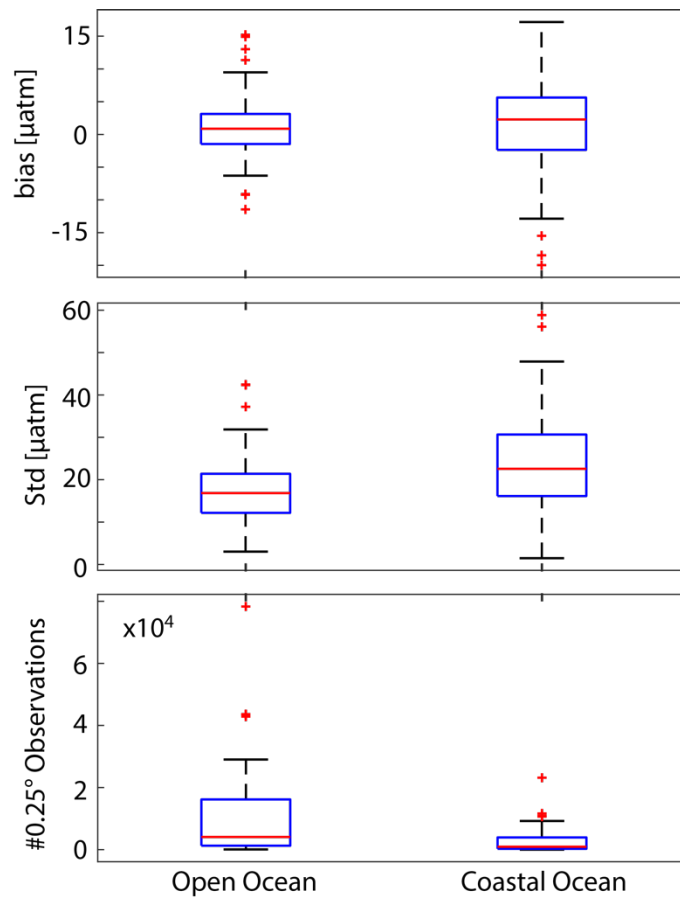 bias [µatm]
15
0
-15
Std [µatm]
60
40
20
0
#0.25° Observations
x10⁴
6
4
2
0
Open Ocean
Coastal Ocean